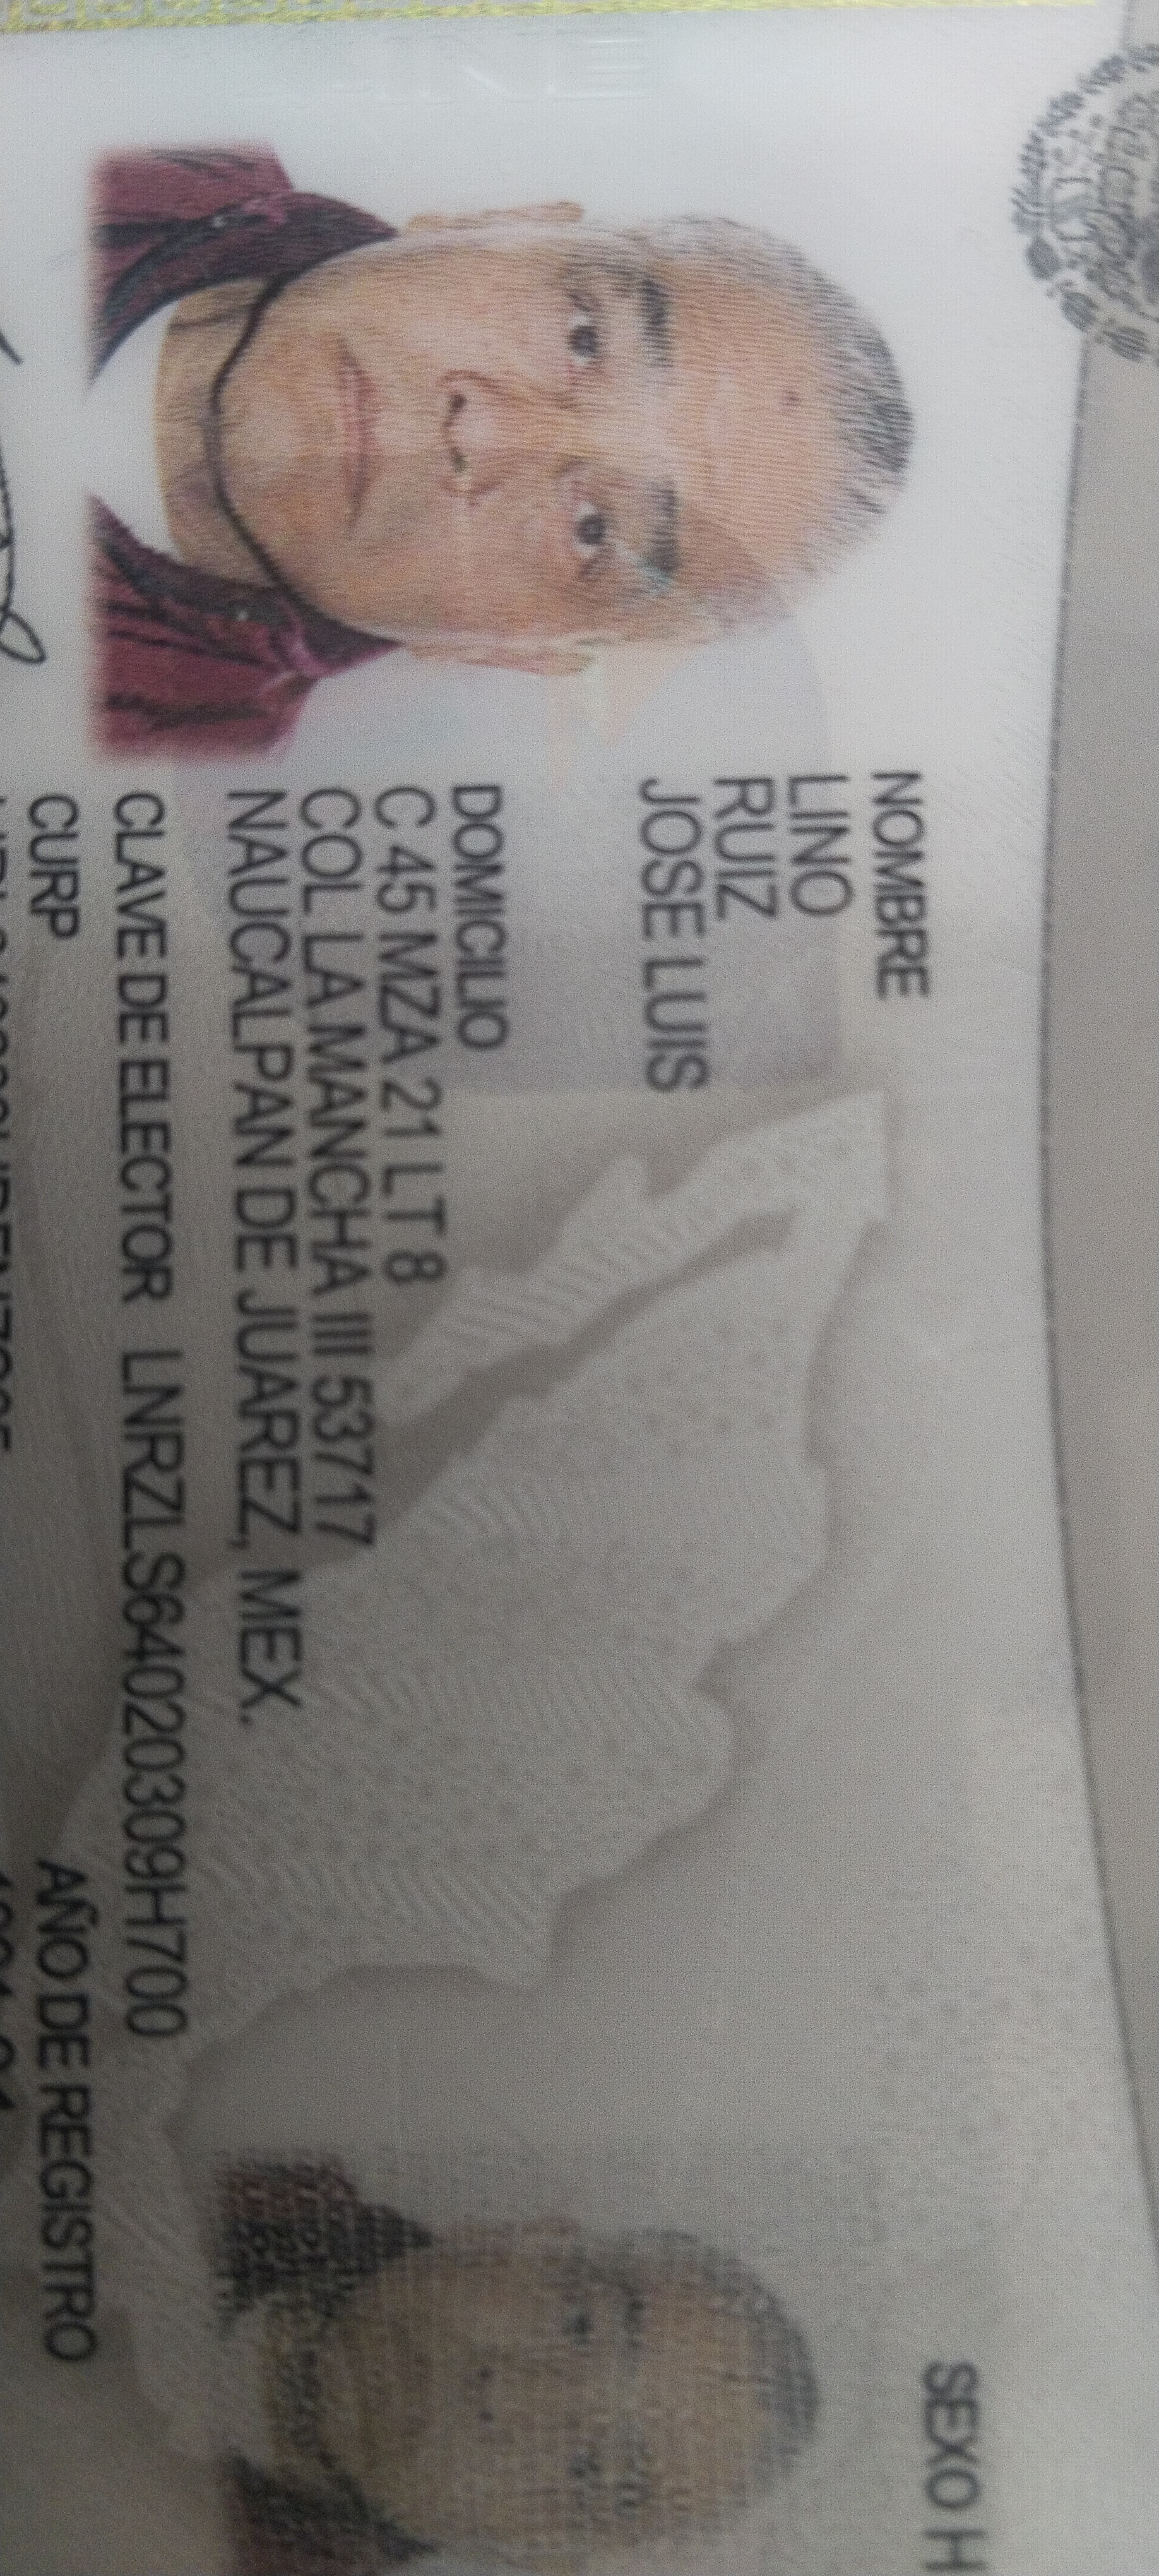 INE
NOMBRE
LINO
RUIZ
JOSE LUIS
SEXO H
DOMICILIO
C 45 MZA 21 LT 8
COL LA MANCHA III 53717
NAUCALPAN DE JUAREZ, MEX.
CLAVE DE ELECTOR LNRZLS64020309H700
CURP
AÑO DE REGISTRO